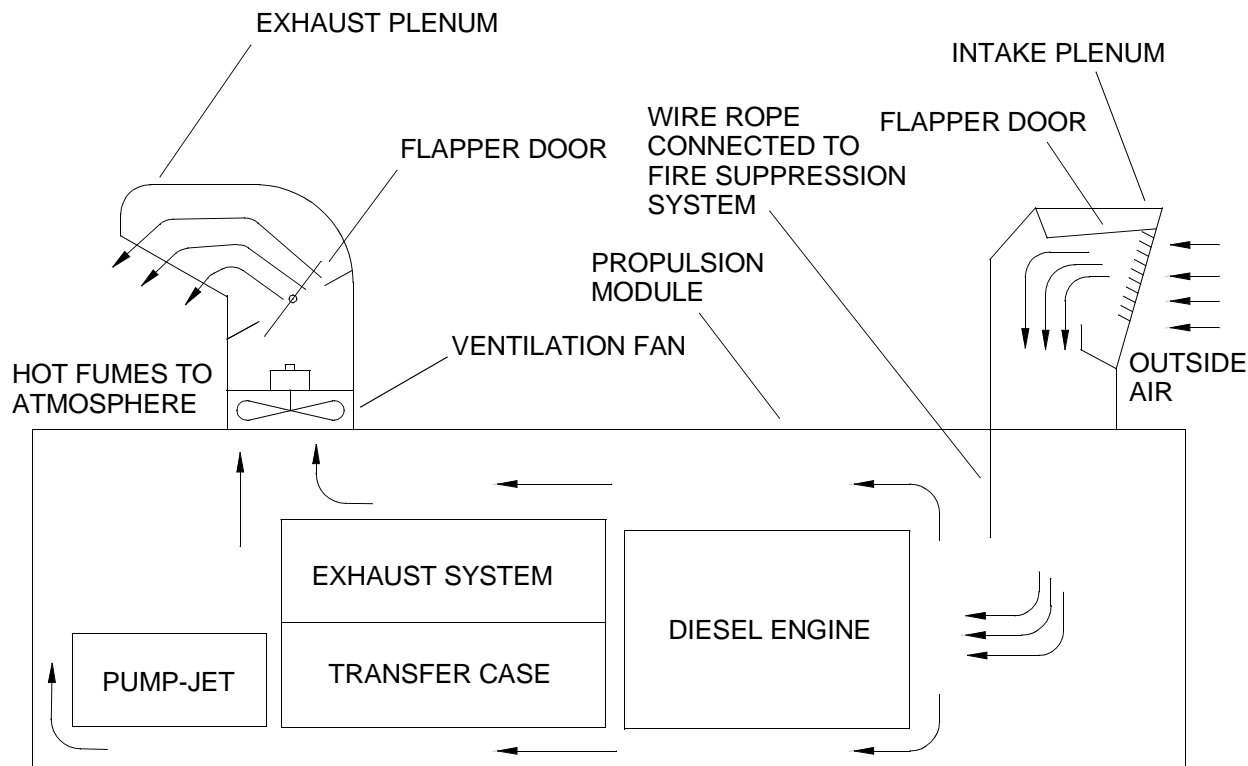 EXHAUST PLENUM
INTAKE PLENUM
WIRE ROPE
CONNECTED TO
FIRE SUPPRESSION
SYSTEM
FLAPPER DOOR
FLAPPER DOOR
PROPULSION
MODULE
VENTILATION FAN
HOT FUMES TO
ATMOSPHERE
OUTSIDE
AIR
EXHAUST SYSTEM
DIESEL ENGINE
PUMP-JET
TRANSFER CASE